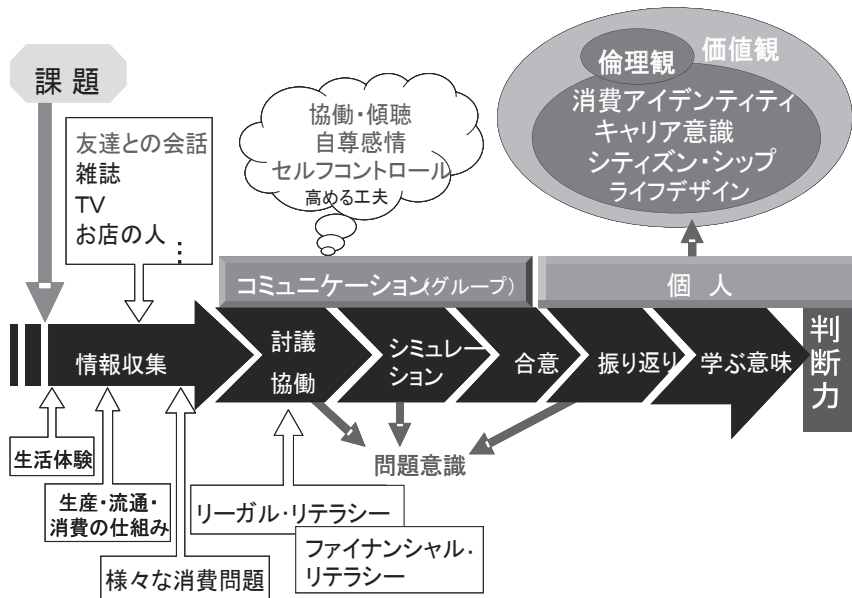 課 題
友達との会話
雑誌
TV
お店の人
⋮
協働・傾聴
自尊感情
セルフコントロール
高める工夫
倫理観
価値観
消費アイデンティティ
キャリア意識
シティズン・シップ
ライフデザイン
コミュニケーション(グループ)
個 人
情報収集
討議
協働
シミュレー
ション
合意
振り返り
学ぶ意味
判
断
力
生活体験
生産・流通・
消費の仕組み
様々な消費問題
問題意識
リーガル・リテラシー
ファイナンシャル・
リテラシー